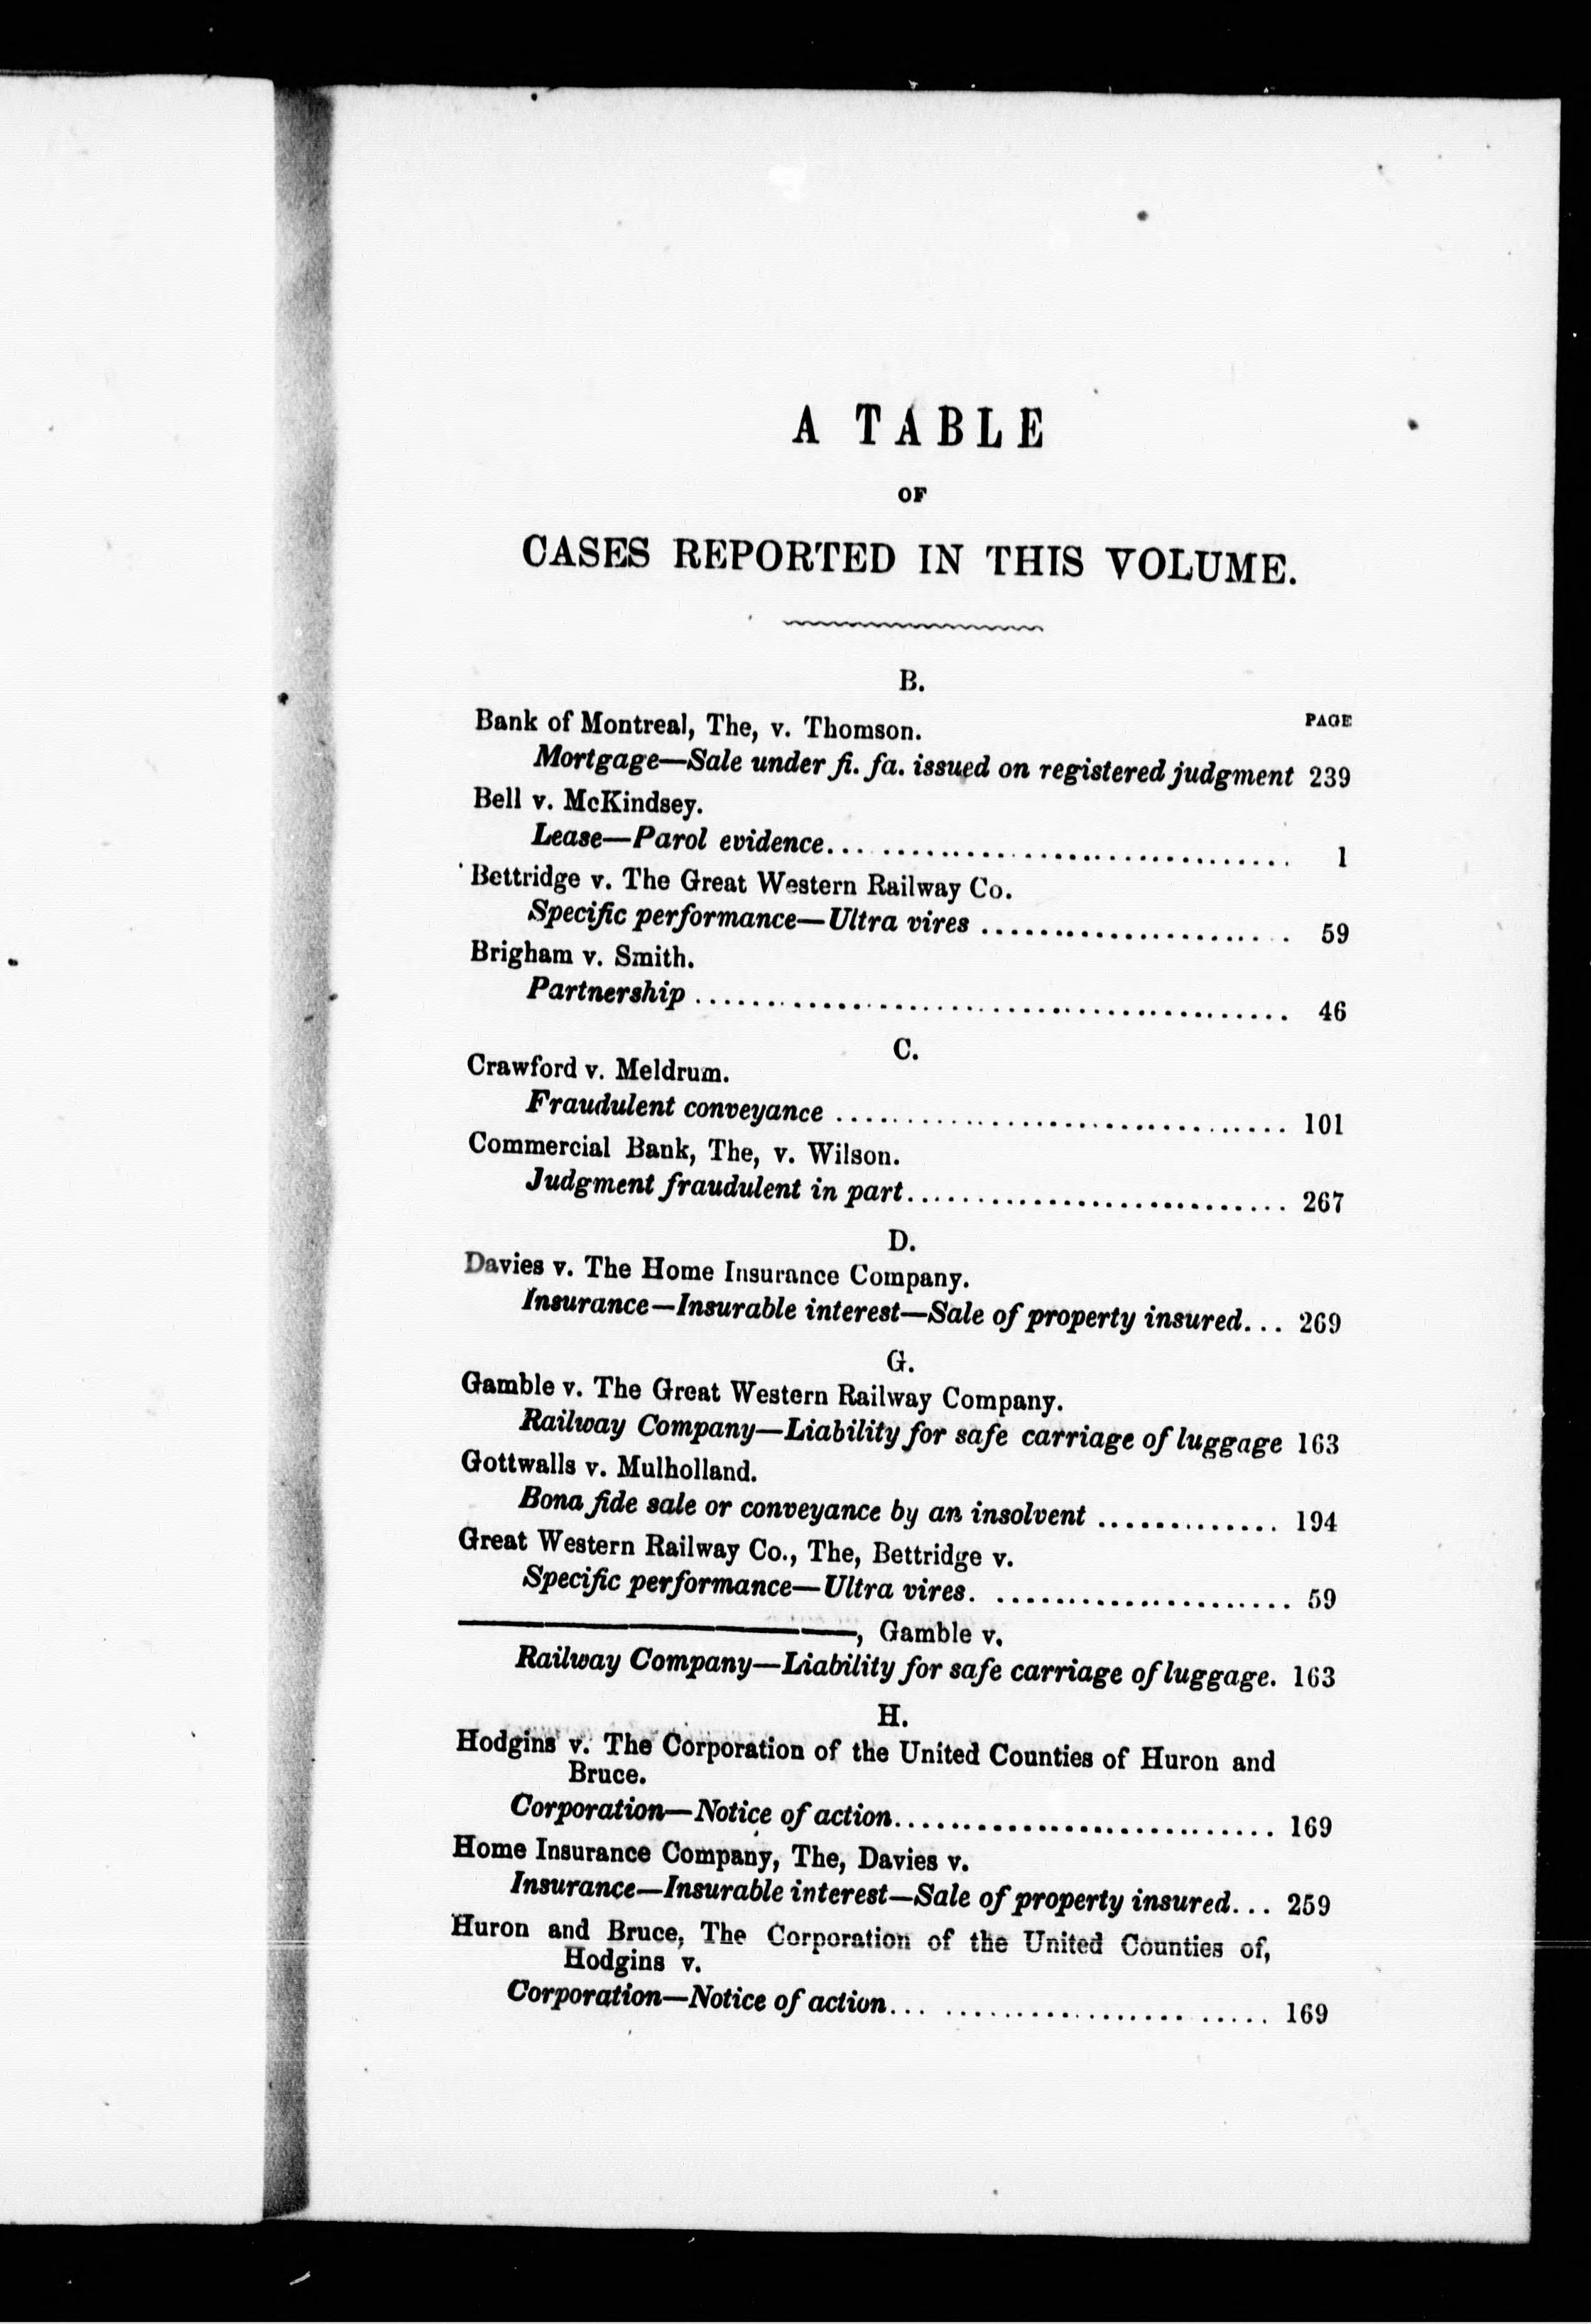 A TABLE
OF
CASES REPORTED IN THIS VOLUME.
B.
PAGE
Bank of Montreal, The, v. Thomson.
Mortgage—Sale under fi. fa. issued on registered judgment 239
Bell v. McKindsey.
Lease—Parol evidence........................................ 1
Bettridge v. The Great Western Railway Co.
Specific performance—Ultra vires ........................ 59
Brigham v. Smith.
Partnership ................................................ 46
C.
Crawford v. Meldrum.
Fraudulent conveyance ..................................... 101
Commercial Bank, The, v. Wilson.
Judgment fraudulent in part............................... 267
D.
Davies v. The Home Insurance Company.
Insurance—Insurable interest—Sale of property insured... 269
G.
Gamble v. The Great Western Railway Company.
Railway Company—Liability for safe carriage of luggage 163
Gottwalls v. Mulholland.
Bona fide sale or conveyance by an insolvent ............. 194
Great Western Railway Co., The, Bettridge v.
Specific performance—Ultra vires. ...................... 59
————————, Gamble v.
Railway Company—Liability for safe carriage of luggage. 163
H.
Hodgins v. The Corporation of the United Counties of Huron and
Bruce.
Corporation—Notice of action............................ 169
Home Insurance Company, The, Davies v.
Insurance—Insurable interest—Sale of property insured... 259
Huron and Bruce, The Corporation of the United Counties of,
Hodgins v.
Corporation—Notice of action... ....................... 169